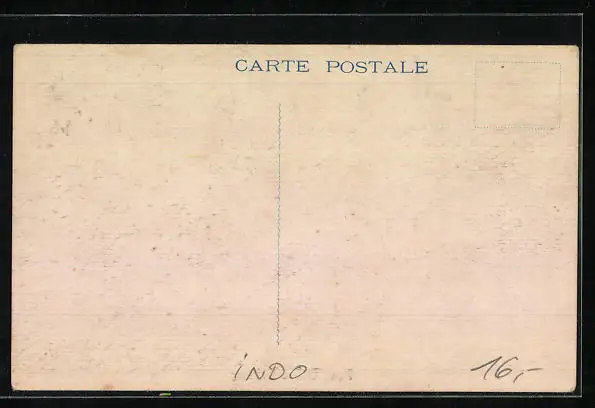 CARTE POSTALE
iNDO
16,-